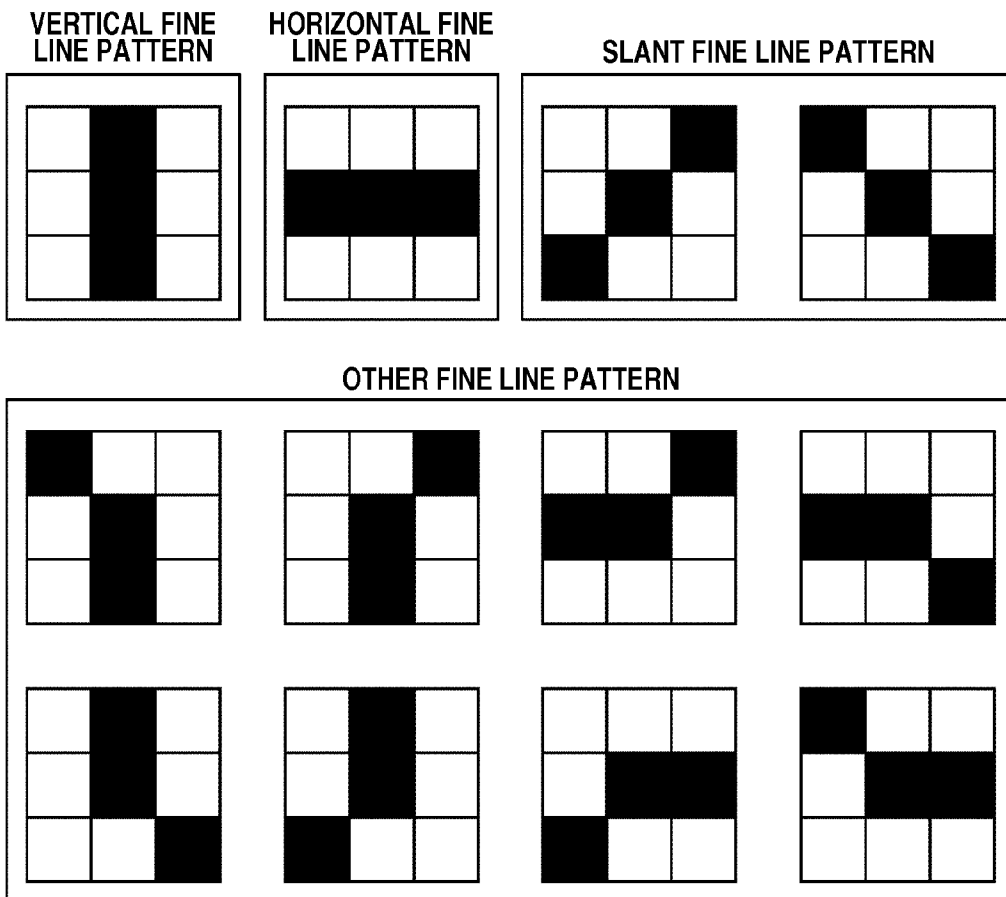 VERTICAL FINE
LINE PATTERN
HORIZONTAL FINE
LINE PATTERN
SLANT FINE LINE PATTERN
OTHER FINE LINE PATTERN